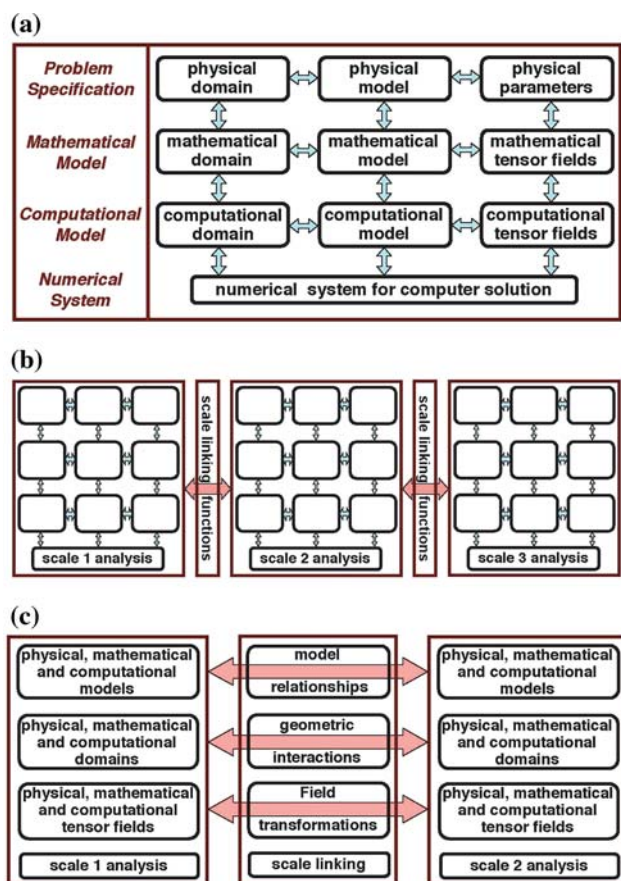 (a)
Problem
Specification
physical
domain
physical
model
physical
parameters
Mathematical
Model
mathematical
domain
mathematical
model
mathematical
tensor fields
Computational
Model
computational
domain
computational
model
computational
tensor fields
Numerical
System
numerical system for computer solution
(b)
scale 1 analysis
scale linking functions
scale 2 analysis
scale linking functions
scale 3 analysis
(c)
physical, mathematical
and computational
models
model
relationships
physical, mathematical
and computational
models
physical, mathematical
and computational
domains
geometric
interactions
physical, mathematical
and computational
domains
physical, mathematical
and computational
tensor fields
Field
transformations
physical, mathematical
and computational
tensor fields
scale 1 analysis
scale linking
scale 2 analysis